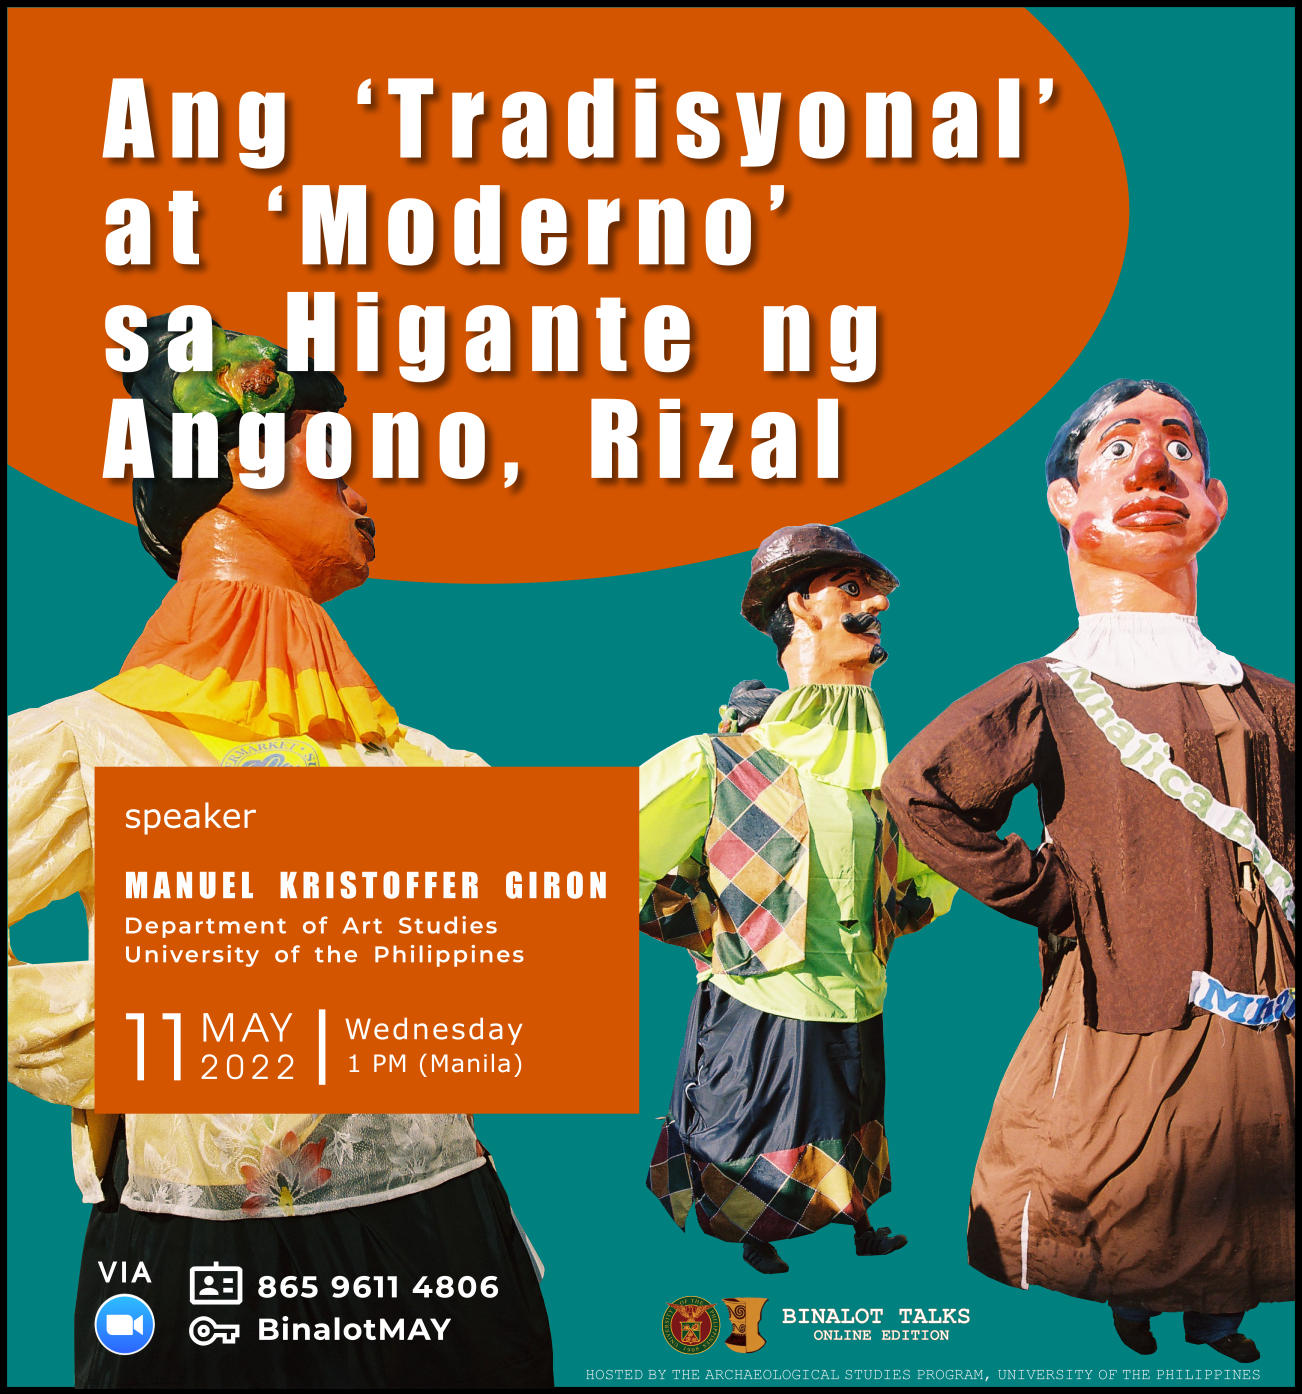 Ang ‘Tradisyonal’
at ‘Moderno’
sa Higante ng
Angono, Rizal
speaker
MANUEL KRISTOFFER GIRON
Department of Art Studies
University of the Philippines
11 MAY 2022 | Wednesday
1 PM (Manila)
VIA
865 9611 4806
BinalotMAY
BINALOT TALKS
ONLINE EDITION
HOSTED BY THE ARCHAEOLOGICAL STUDIES PROGRAM, UNIVERSITY OF THE PHILIPPINES
Mhajica